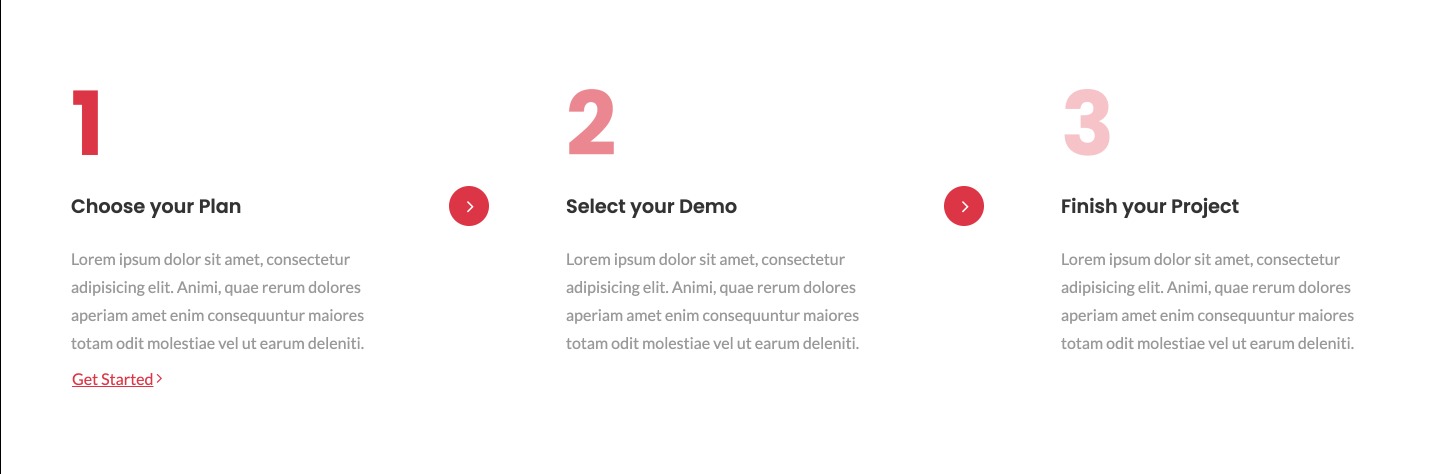 1
Choose your Plan
Lorem ipsum dolor sit amet, consectetur
adipisicing elit. Animi, quae rerum dolores
aperiam amet enim consequuntur maiores
totam odit molestiae vel ut earum deleniti.
Get Started
2
Select your Demo
Lorem ipsum dolor sit amet, consectetur
adipisicing elit. Animi, quae rerum dolores
aperiam amet enim consequuntur maiores
totam odit molestiae vel ut earum deleniti.
3
Finish your Project
Lorem ipsum dolor sit amet, consectetur
adipisicing elit. Animi, quae rerum dolores
aperiam amet enim consequuntur maiores
totam odit molestiae vel ut earum deleniti.